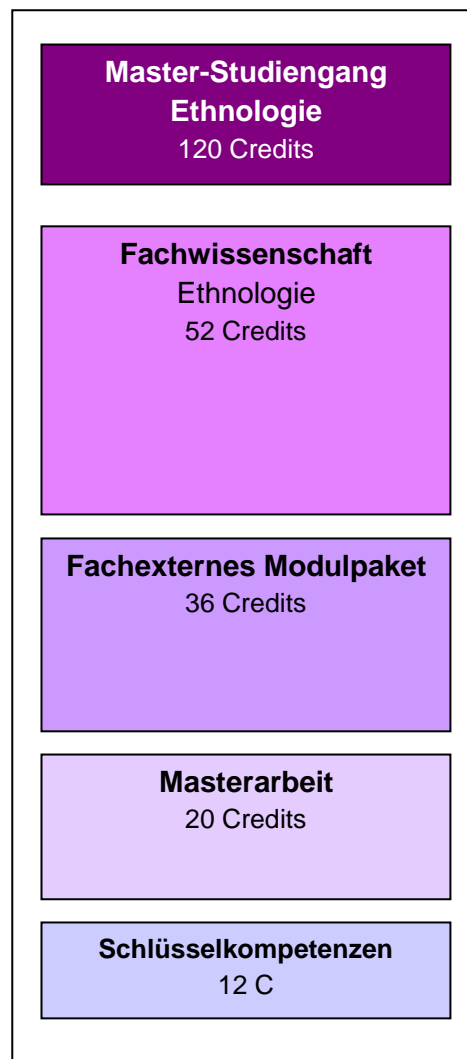 Master-Studiengang
Ethnologie
120 Credits
Fachwissenschaft
Ethnologie
52 Credits
Fachexternes Modulpaket
36 Credits
Masterarbeit
20 Credits
Schlüsselkompetenzen
12 C